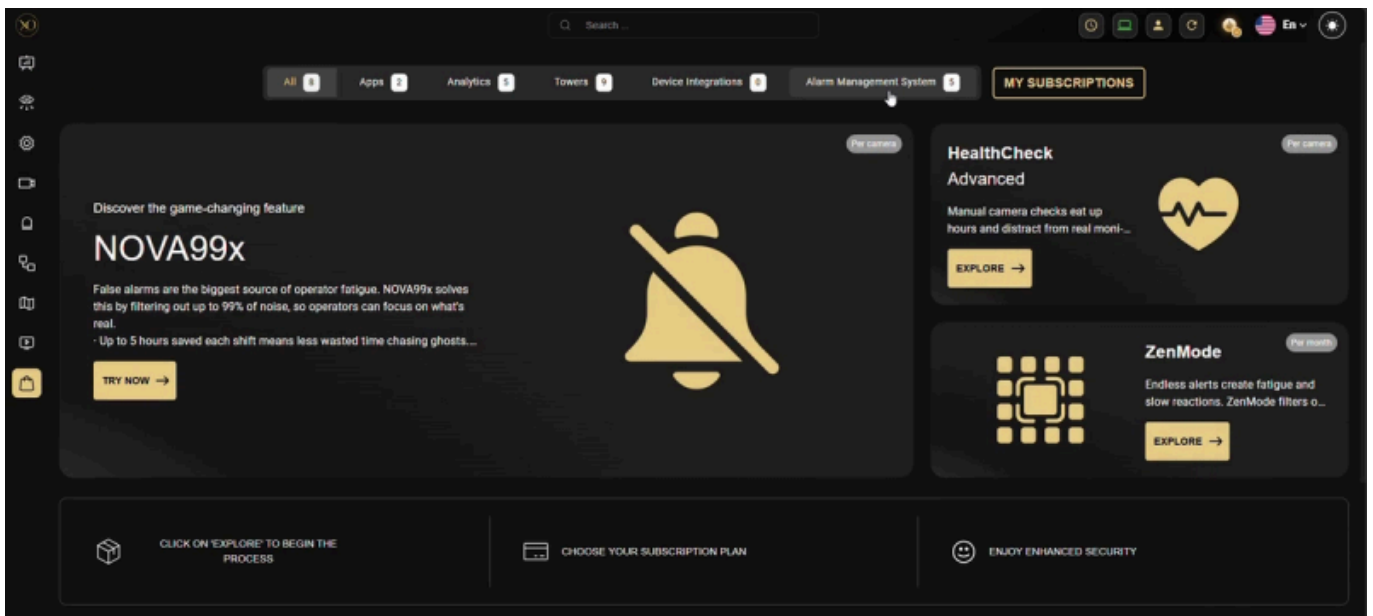 Search ...
En
All 8
Apps 2
Analytics 5
Towers 9
Device Integrations 0
Alarm Management System 5
MY SUBSCRIPTIONS
Per camera
Discover the game-changing feature
NOVA99x
False alarms are the biggest source of operator fatigue. NOVA99x solves
this by filtering out up to 99% of noise, so operators can focus on what's
real.
- Up to 5 hours saved each shift means less wasted time chasing ghosts....
TRY NOW →
Per camera
HealthCheck
Advanced
Manual camera checks eat up
hours and distract from real moni-...
EXPLORE →
Per month
ZenMode
Endless alerts create fatigue and
slow reactions. ZenMode filters o...
EXPLORE →
CLICK ON 'EXPLORE' TO BEGIN THE
PROCESS
CHOOSE YOUR SUBSCRIPTION PLAN
ENJOY ENHANCED SECURITY